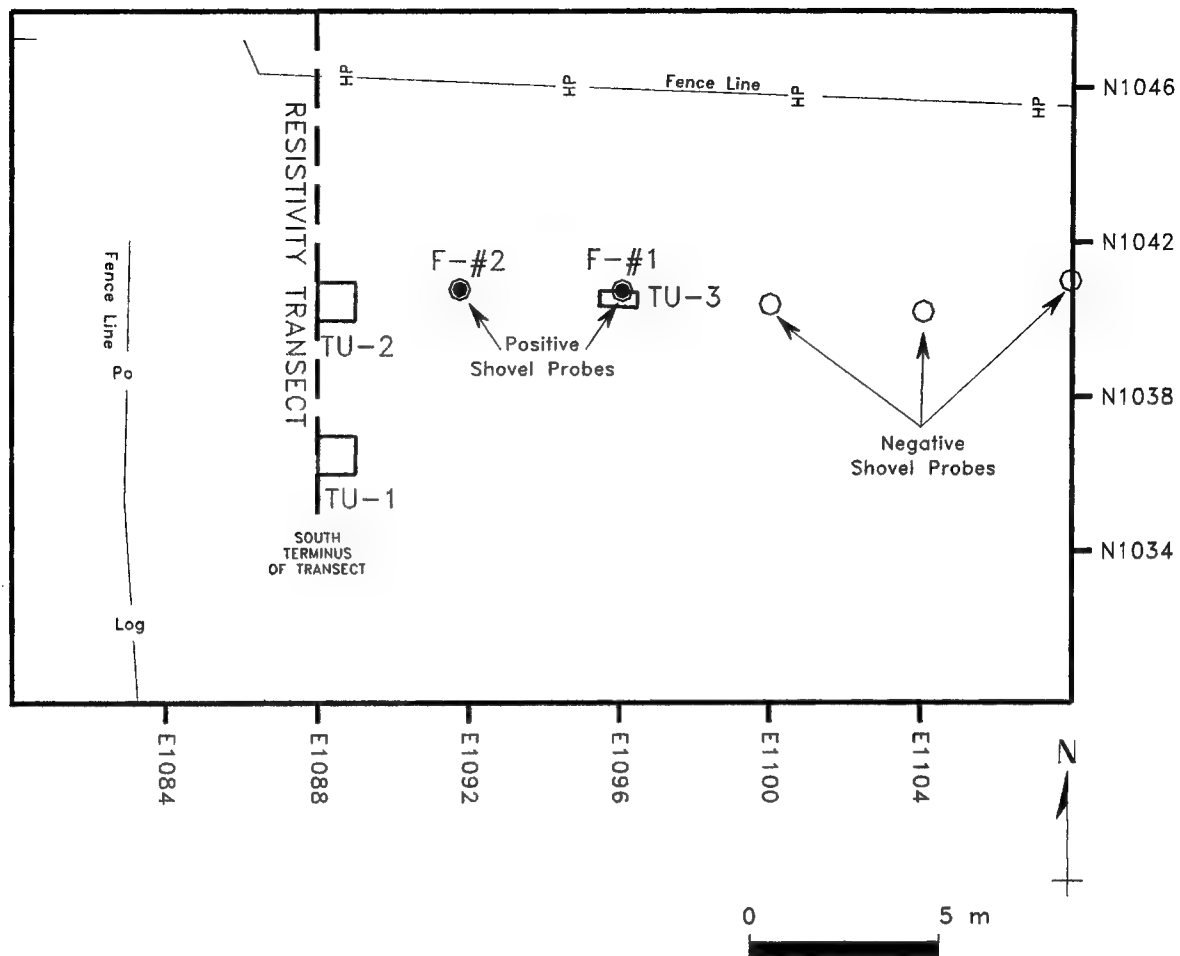 HP
HP
Fence Line
HP
HP
N1046
RESISTIVITY TRANSECT
Fence Line
N1042
F-#2
F-#1
TU-3
TU-2
Positive
Shovel Probes
Po
N1038
Negative
Shovel Probes
TU-1
SOUTH
TERMINUS
OF TRANSECT
N1034
Log
E1084
E1088
E1092
E1096
E1100
E1104
N
0 5 m